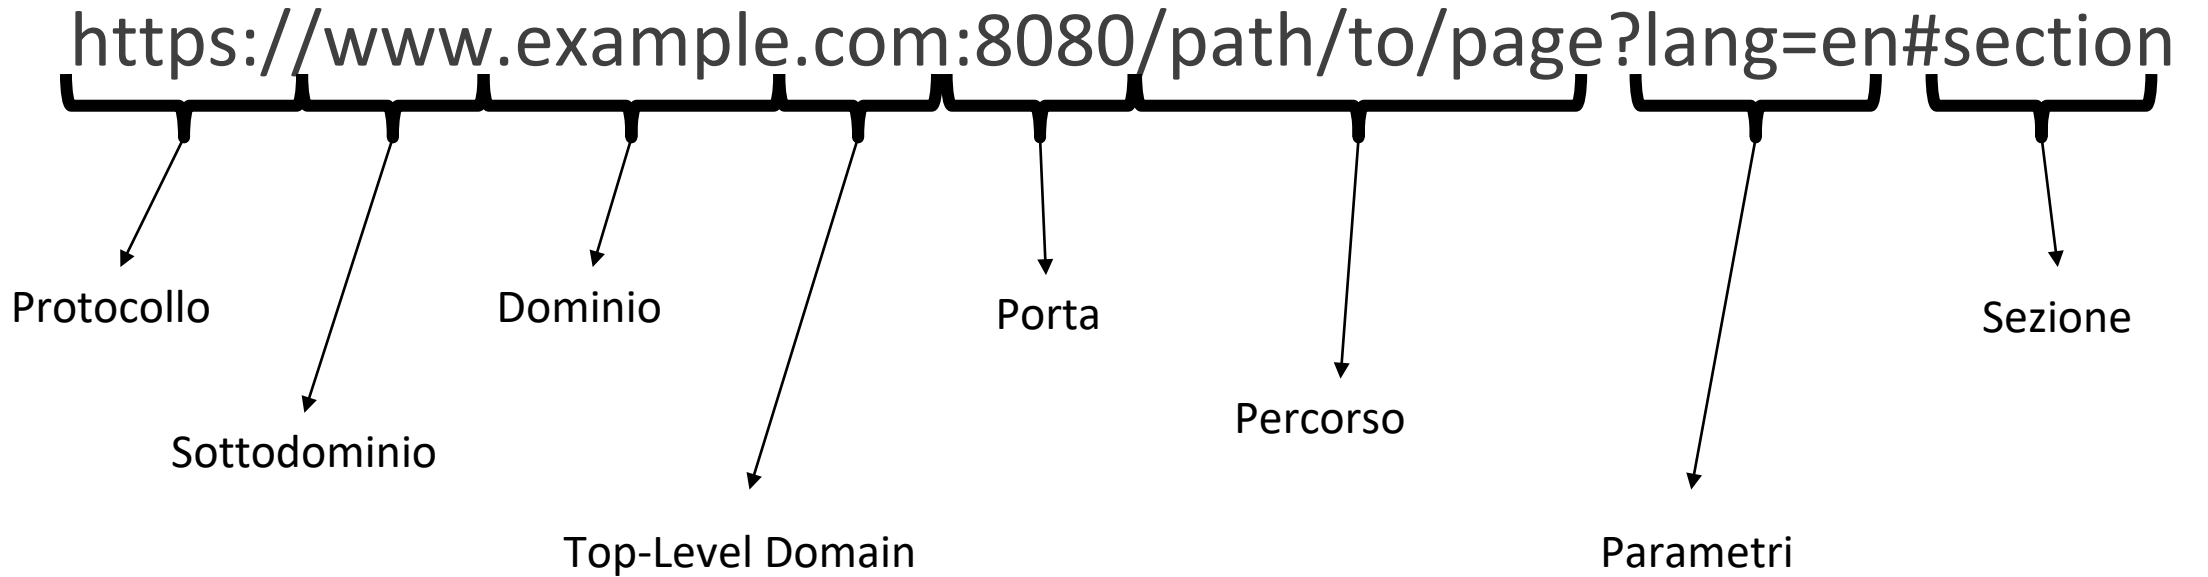 https://www.example.com:8080/path/to/page?lang=en#section
Protocollo
Dominio
Porta
Sezione
Sottodominio
Percorso
Top-Level Domain
Parametri